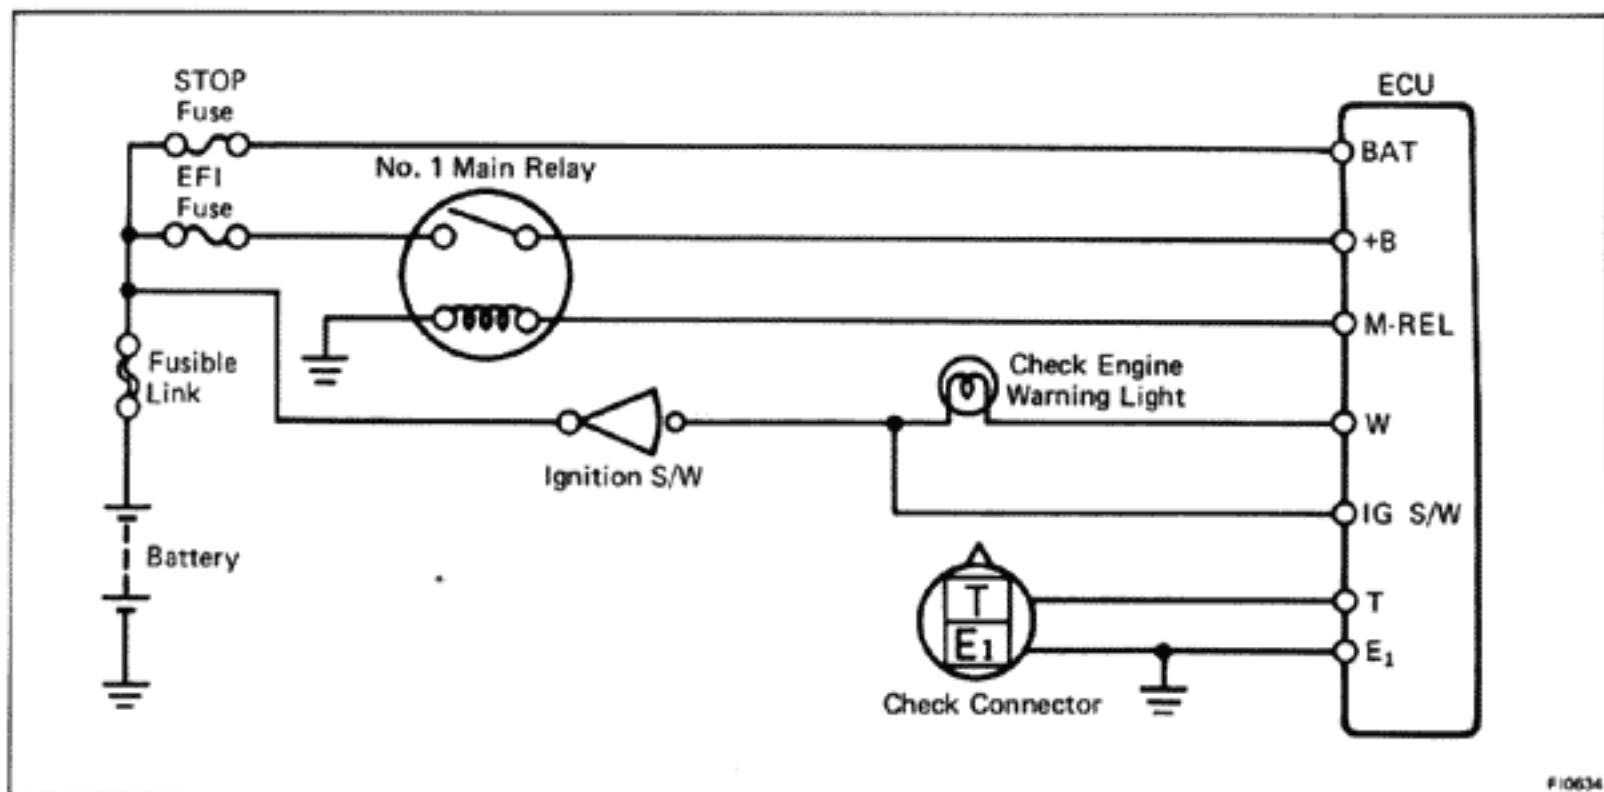 STOP
Fuse
ECU
BAT
No. 1 Main Relay
EFI
Fuse
+B
M-REL
Fusible
Link
Check Engine
Warning Light
W
Ignition S/W
IG S/W
Battery
T
T
E1
E₁
Check Connector
FI0634